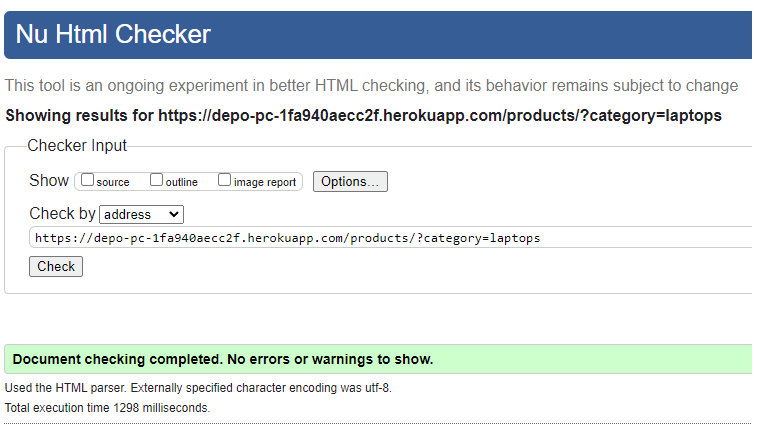 Nu Html Checker
This tool is an ongoing experiment in better HTML checking, and its behavior remains subject to change
Showing results for https://depo-pc-1fa940aecc2f.herokuapp.com/products/?category=laptops
Checker Input
Show source outline image report Options...
Check by address
https://depo-pc-1fa940aecc2f.herokuapp.com/products/?category=laptops
Check
Document checking completed. No errors or warnings to show.
Used the HTML parser. Externally specified character encoding was utf-8.
Total execution time 1298 milliseconds.